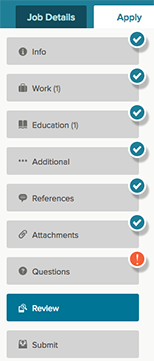 Job Details Apply
Info
Work (1)
Education (1)
Additional
References
Attachments
Questions
Review
Submit